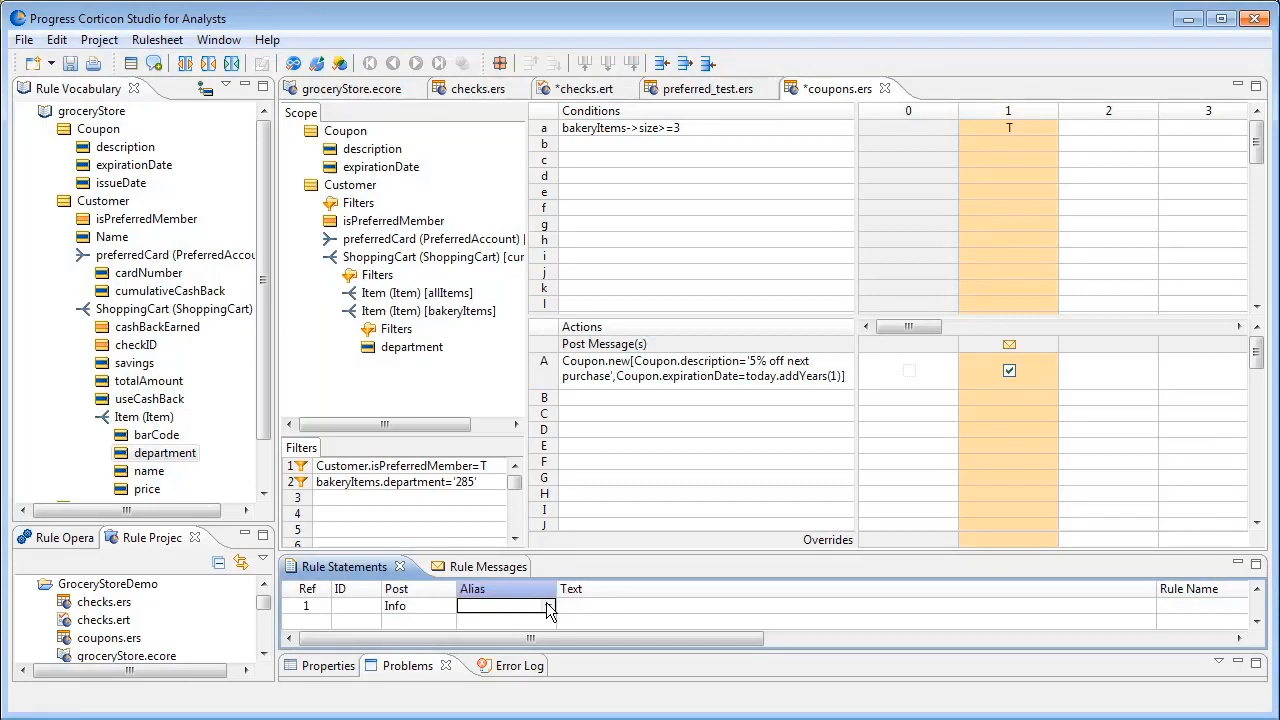 Progress Corticon Studio for Analysts
File Edit Project Rulesheet Window Help
Rule Vocabulary
groceryStore
Coupon
description
expirationDate
issueDate
Customer
isPreferredMember
Name
preferredCard (PreferredAccou
cardNumber
cumulativeCashBack
ShoppingCart (ShoppingCart)
cashBackEarned
checkID
savings
totalAmount
useCashBack
Item (Item)
barCode
department
name
price
Rule Opera Rule Projec
GroceryStoreDemo
checks.ers
checks.ert
coupons.ers
groceryStore.ecore
groceryStore.ecore checks.ers *checks.ert preferred_test.ers *coupons.ers
Scope
Coupon
description
expirationDate
Customer
Filters
isPreferredMember
preferredCard (PreferredAccount) [
ShoppingCart (ShoppingCart) [cur
Filters
Item (Item) [allItems]
Item (Item) [bakeryItems]
Filters
department
Filters
1 Customer.isPreferredMember=T
2 bakeryItems.department='285'
3
4
5
6
Conditions 0 1 2 3
a bakeryItems->size>=3 T
b
c
d
e
f
g
h
i
j
k
l
Actions
Post Message(s)
A Coupon.new[Coupon.description='5% off next
purchase',Coupon.expirationDate=today.addYears(1)]
B
C
D
E
F
G
H
I
J
Overrides
Rule Statements Rule Messages
Ref ID Post Alias Text Rule Name
1 Info
Properties Problems Error Log